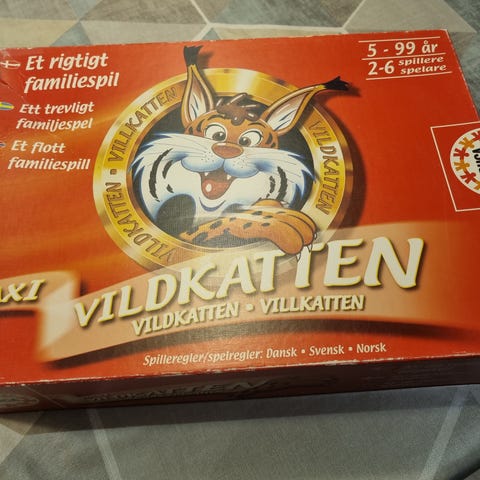 Et rigtigt
familiespil
Ett trevligt
familjespel
Et flott
familiespill
5 - 99 år
2-6 spillere
spelare
VILDKATTEN • VILLKATTEN
VILDKATTEN
VILDKATTEN
VILDKATTEN • VILLKATTEN
Spilleregler/spelregler: Dansk • Svensk • Norsk